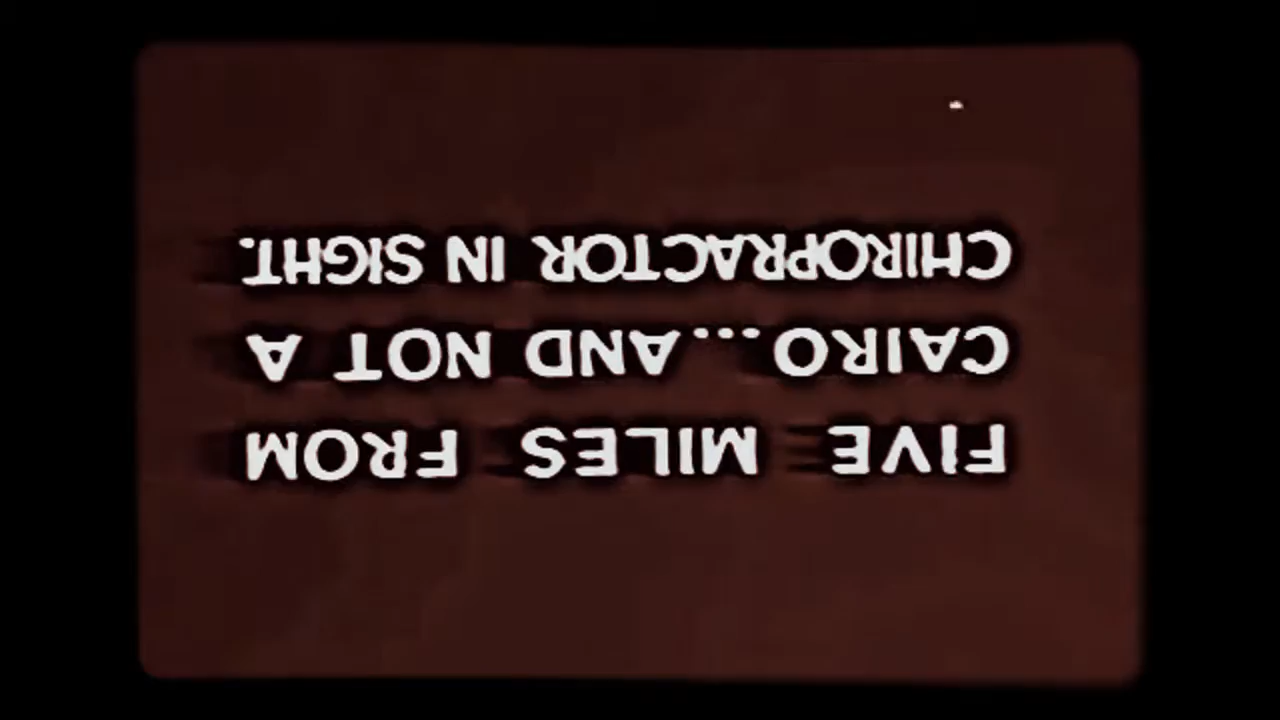 FIVE MILES FROM
CAIRO...AND NOT A
CHIROPRACTOR IN SIGHT.